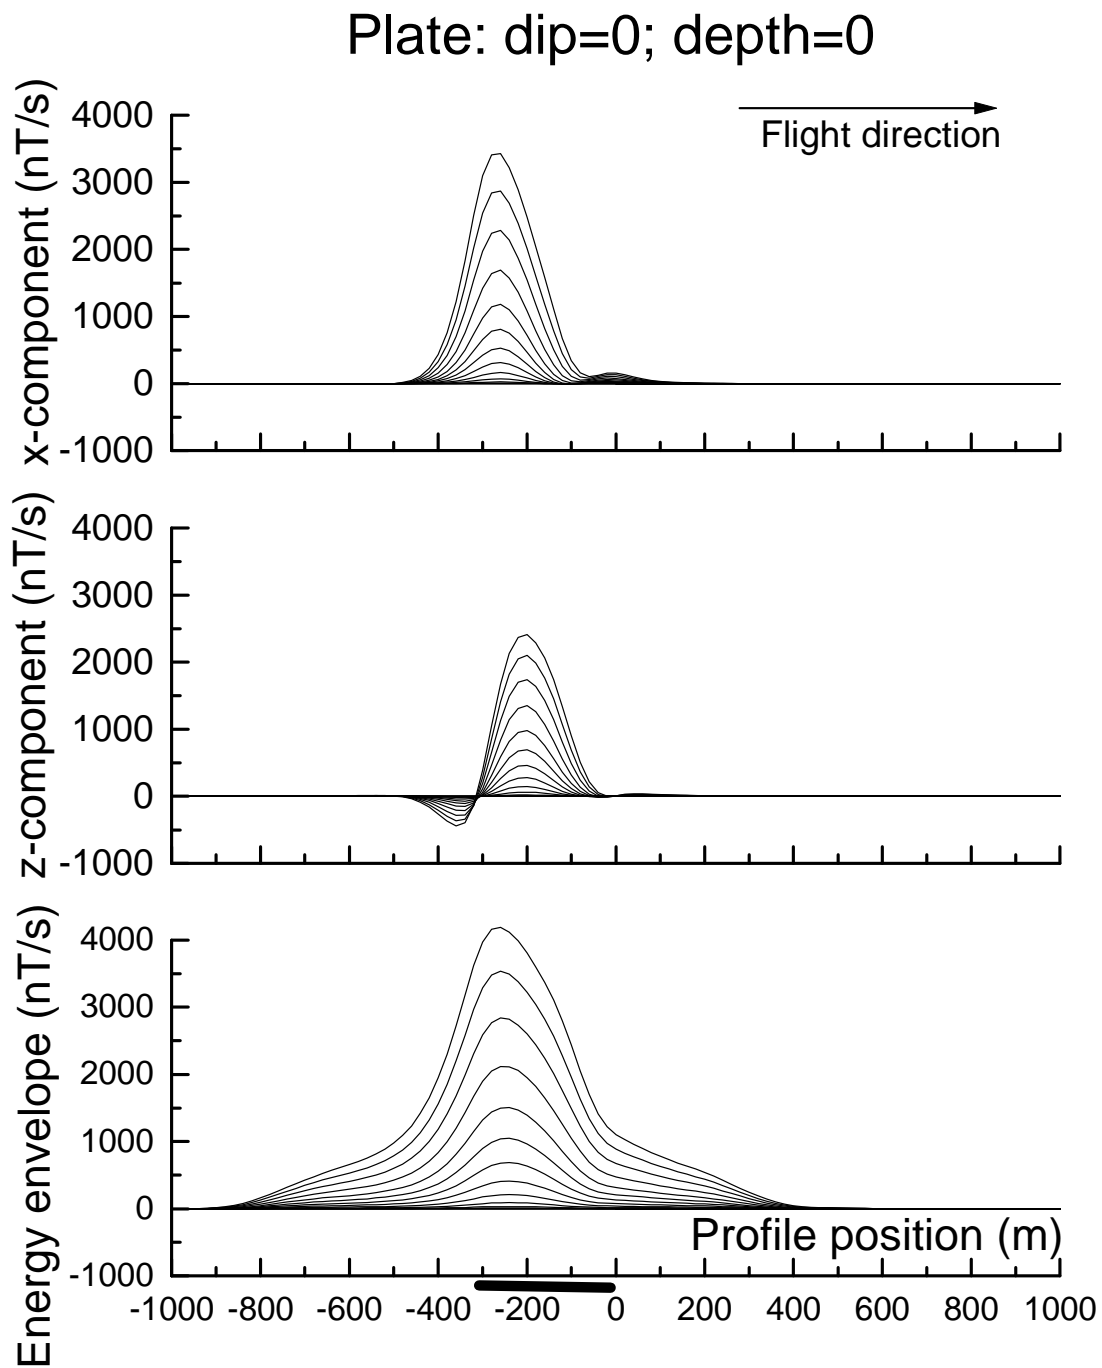 Plate: dip=0; depth=0
Flight direction
x-component (nT/s)
4000
3000
2000
1000
0
-1000
z-component (nT/s)
4000
3000
2000
1000
0
-1000
Energy envelope (nT/s)
4000
3000
2000
1000
0
-1000
Profile position (m)
-1000 -800 -600 -400 -200 0 200 400 600 800 1000